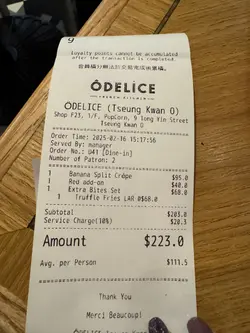 Loyalty points cannot be accumulated
after the transaction is completed.
ÔDELICE
ÔDELICE (Tseung Kwan O)
Shop F23, 1/F. PopCorn, 9 Tong Yin Street
Tseung Kwan O
Order Time: 2025-02-16 15:17:56
Served By: manager
Order No.: 041 (Dine-in)
Number of Patron: 2
1 Banana Split Crêpe $95.0
1 Red add-on $40.0
1 Extra Bites Set $68.0
1 Truffle Fries LAR 0$68.0
Subtotal $203.0
Service Charge(10%) $20.3
Amount $223.0
Avg. per Person $111.5
Thank You
Merci Beaucoup!